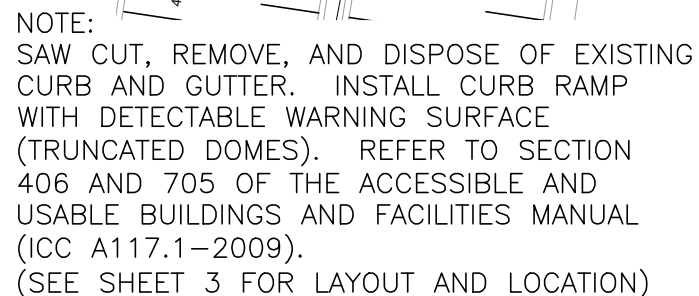 NOTE:
SAW CUT, REMOVE, AND DISPOSE OF EXISTING
CURB AND GUTTER. INSTALL CURB RAMP
WITH DETECTABLE WARNING SURFACE
(TRUNCATED DOMES). REFER TO SECTION
406 AND 705 OF THE ACCESSIBLE AND
USABLE BUILDINGS AND FACILITIES MANUAL
(ICC A117.1-2009).
(SEE SHEET 3 FOR LAYOUT AND LOCATION)